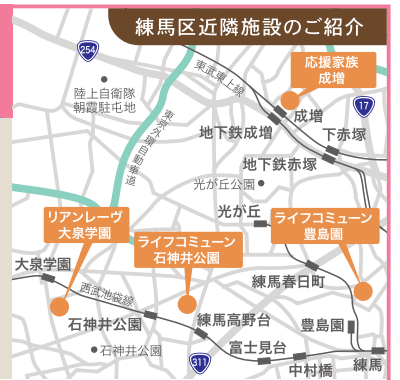 練馬区近隣施設のご紹介
254
東武東上線
応援家族
成増
陸上自衛隊
朝霞駐屯地
17
成増
地下鉄成増
下赤塚
東京外環自動車道
地下鉄赤塚
光が丘公園
リアンレーヴ
大泉学園
光が丘
ライフコミューン
豊島園
ライフコミューン
石神井公園
大泉学園
練馬春日町
西武池袋線
石神井公園
練馬高野台
豊島園
石神井公園
311
富士見台
中村橋
練馬